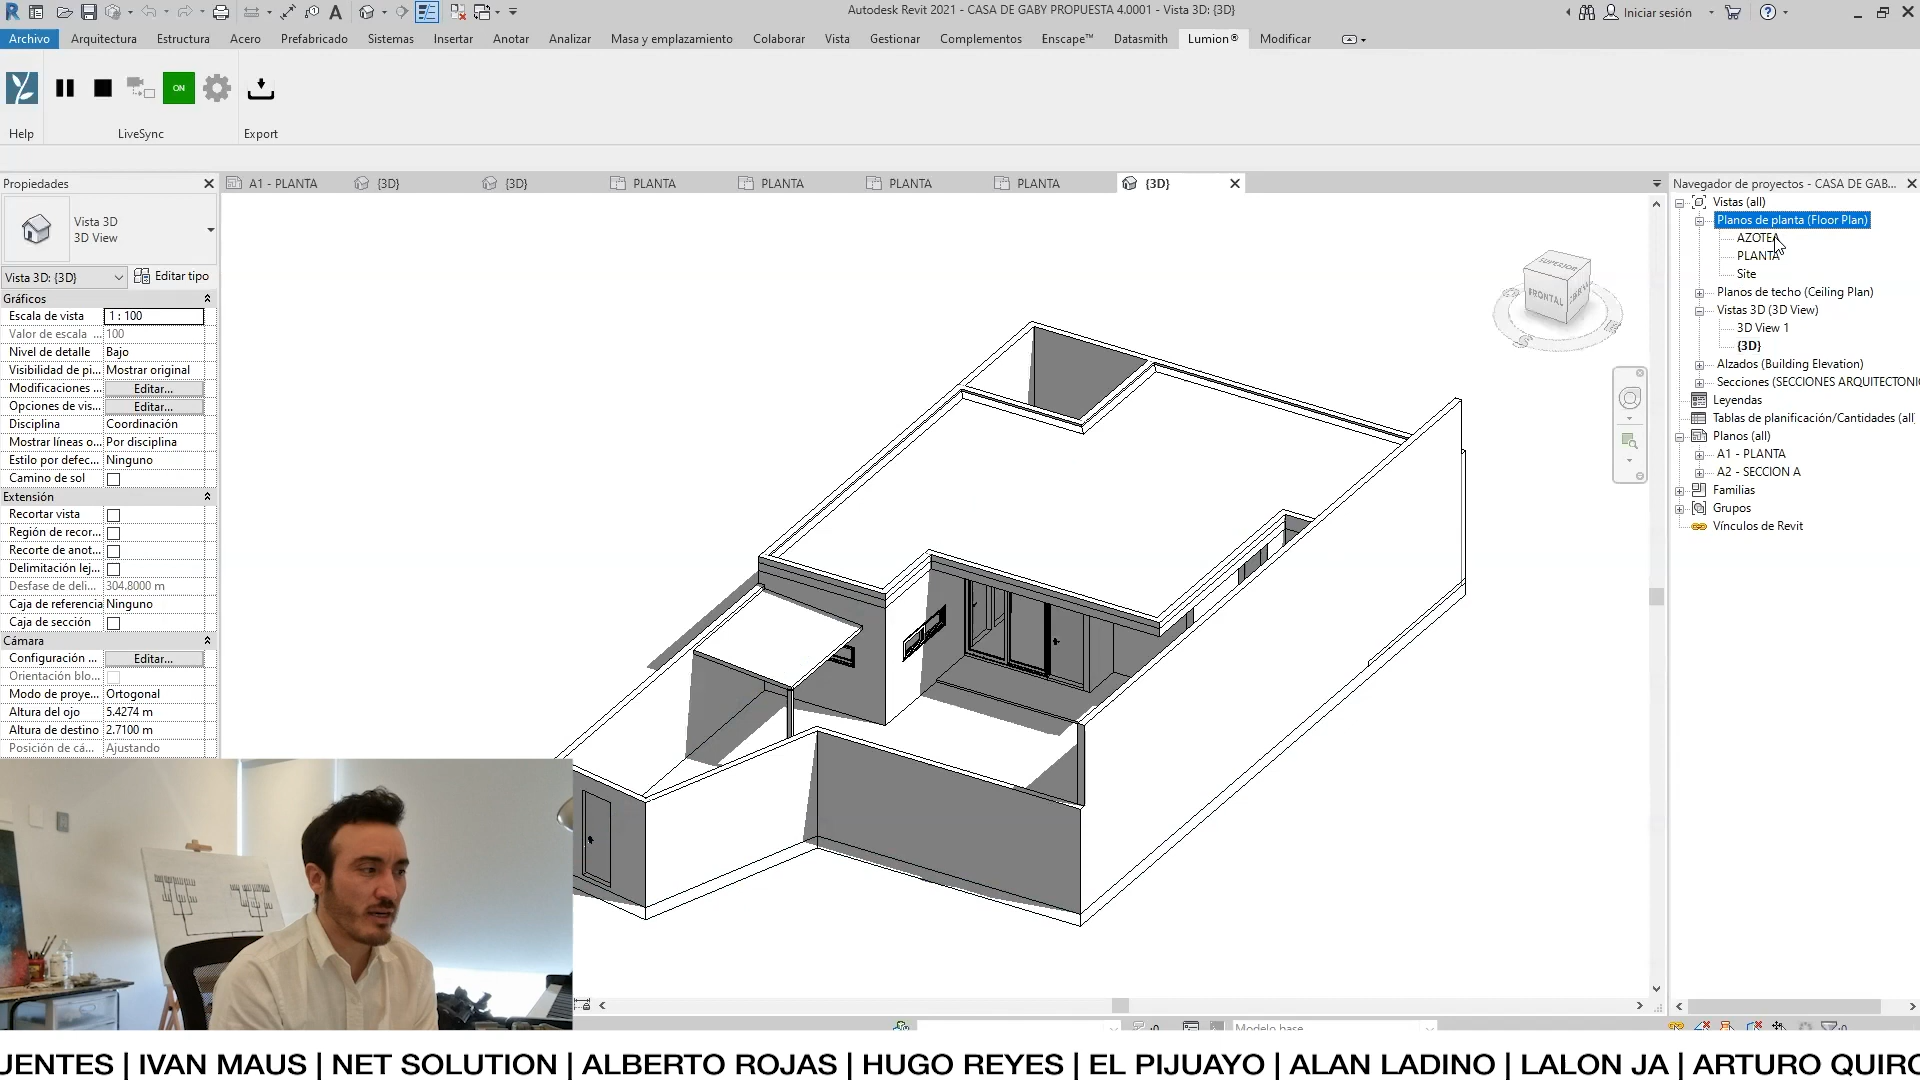 Autodesk Revit 2021 - CASA DE GABY PROPUESTA 4.0001 - Vista 3D: {3D}
Iniciar sesión
Archivo Arquitectura Estructura Acero Prefabricado Sistemas Insertar Anotar Analizar Masa y emplazamiento Colaborar Vista Gestionar Complementos Enscape™ Datasmith Lumion® Modificar
ON
Help LiveSync Export
Propiedades
A1 - PLANTA {3D} {3D} PLANTA PLANTA PLANTA PLANTA {3D}
Vista 3D
3D View
Vista 3D: {3D} Editar tipo
Gráficos
Escala de vista 1 : 100
Valor de escala ... 100
Nivel de detalle Bajo
Visibilidad de pi... Mostrar original
Modificaciones ... Editar...
Opciones de vis... Editar...
Disciplina Coordinación
Mostrar líneas o... Por disciplina
Estilo por defec... Ninguno
Camino de sol
Extensión
Recortar vista
Región de recor...
Recorte de anot...
Delimitación lej...
Desfase de deli... 304.8000 m
Caja de referencia Ninguno
Caja de sección
Cámara
Configuración ... Editar...
Orientación blo...
Modo de proye... Ortogonal
Altura del ojo 5.4274 m
Altura de destino 2.7100 m
Posición de cá... Ajustando
SUPERIOR
FRONTAL
Navegador de proyectos - CASA DE GAB...
Vistas (all)
Planos de planta (Floor Plan)
AZOTEA
PLANTA
Site
Planos de techo (Ceiling Plan)
Vistas 3D (3D View)
3D View 1
{3D}
Alzados (Building Elevation)
Secciones (SECCIONES ARQUITECTONI
Leyendas
Tablas de planificación/Cantidades (all
Planos (all)
A1 - PLANTA
A2 - SECCION A
Familias
Grupos
Vínculos de Revit
:0 Modelo base :0
UENTES | IVAN MAUS | NET SOLUTION | ALBERTO ROJAS | HUGO REYES | EL PIJUAYO | ALAN LADINO | LALON JA | ARTURO QUIRO